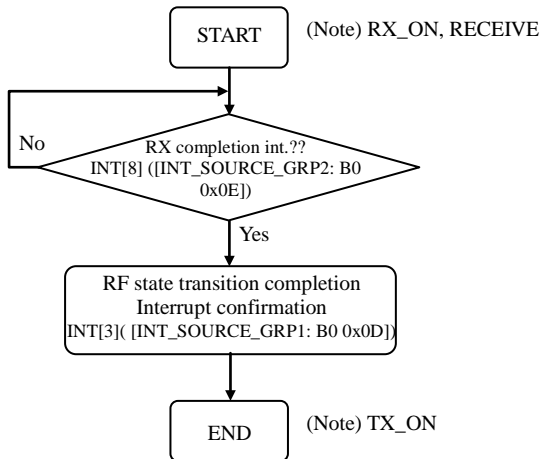 START
(Note) RX_ON, RECEIVE
No
RX completion int.??
INT[8] ([INT_SOURCE_GRP2: B0
0x0E])
Yes
RF state transition completion
Interrupt confirmation
INT[3]( [INT_SOURCE_GRP1: B0 0x0D])
END
(Note) TX_ON